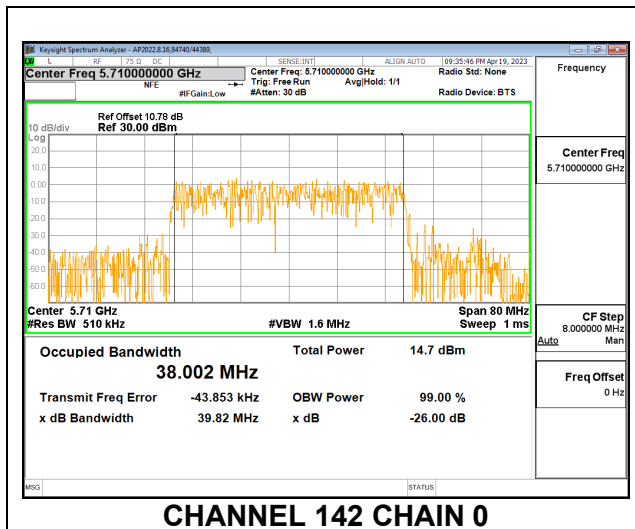 Keysight Spectrum Analyzer - AP2022.8.16,84740/44389,
L RF 75 Ω DC SENSE:INT ALIGN AUTO 09:35:46 PM Apr 19, 2023
Center Freq 5.710000000 GHz
NFE
#IFGain:Low
Center Freq: 5.710000000 GHz
Trig: Free Run Avg|Hold: 1/1
#Atten: 30 dB
Radio Std: None
Radio Device: BTS
Frequency
Ref Offset 10.78 dB
10 dB/div Ref 30.00 dBm
Log
20.0
10.0
0.00
-10.0
-20.0
-30.0
-40.0
-50.0
-60.0
Center 5.71 GHz Span 80 MHz
#Res BW 510 kHz #VBW 1.6 MHz Sweep 1 ms
Center Freq
5.710000000 GHz
CF Step
8.000000 MHz
Auto Man
Freq Offset
0 Hz
Occupied Bandwidth Total Power 14.7 dBm
38.002 MHz
Transmit Freq Error -43.853 kHz OBW Power 99.00 %
x dB Bandwidth 39.82 MHz x dB -26.00 dB
MSG STATUS
CHANNEL 142 CHAIN 0